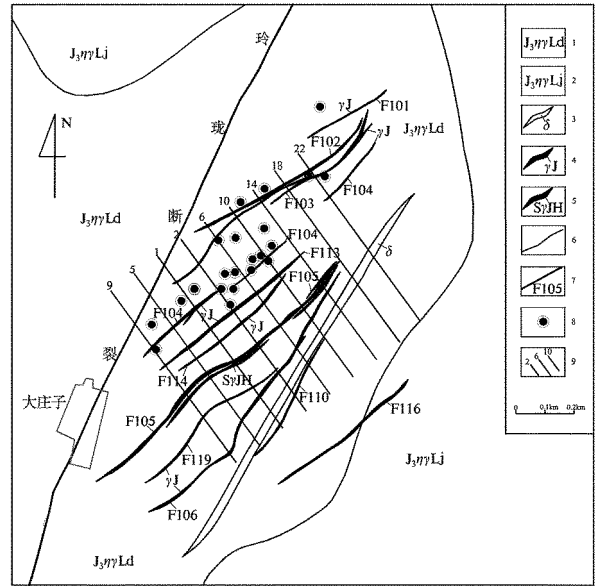 J₃ηγLj
玲
珑
断
裂
N
γJ
F101
F102
γJ
J₃ηγLd
22
18
14
10
6
2
1
5
9
F103
F104
J₃ηγLd
F104
F113
F105
δ
F104
γJ
γJ
F114
SγJH
F110
大庄子
F105
F116
F119
γJ
F106
J₃ηγLj
J₃ηγLd
J₃ηγLd 1
J₃ηγLj 2
δ 3
γJ 4
SγJH 5
6
F105 7
8
2 6 10 9
0 0.1km 0.2km